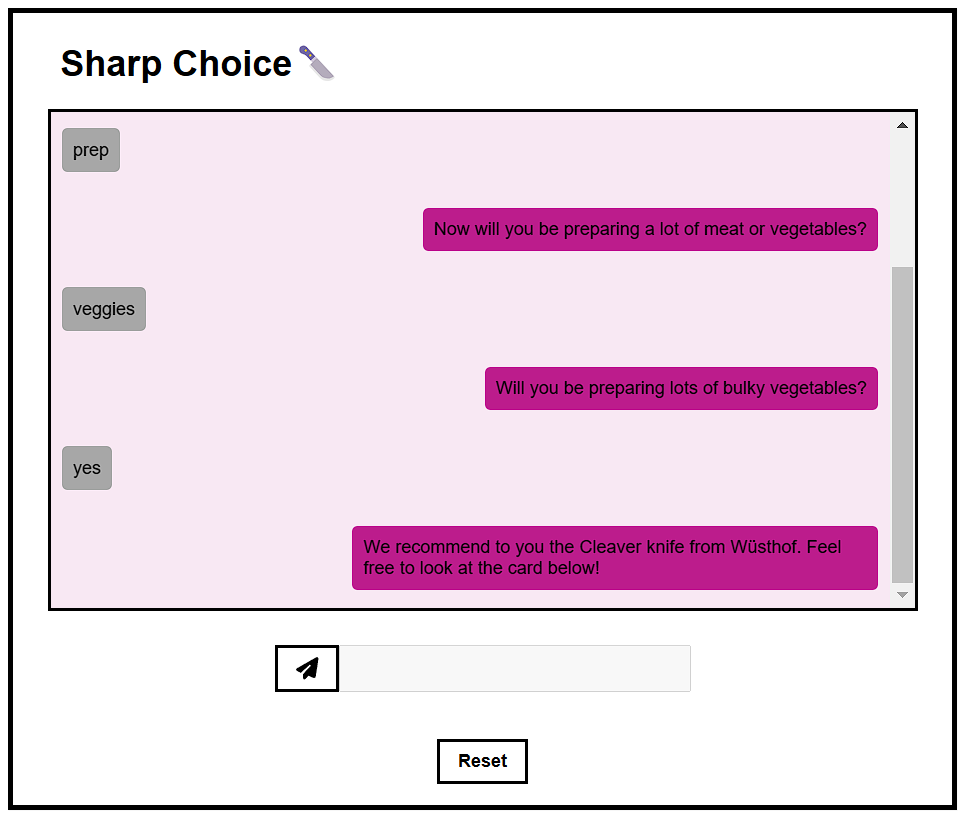 Sharp Choice
prep
Now will you be preparing a lot of meat or vegetables?
veggies
Will you be preparing lots of bulky vegetables?
yes
We recommend to you the Cleaver knife from Wüsthof. Feel
free to look at the card below!
Reset